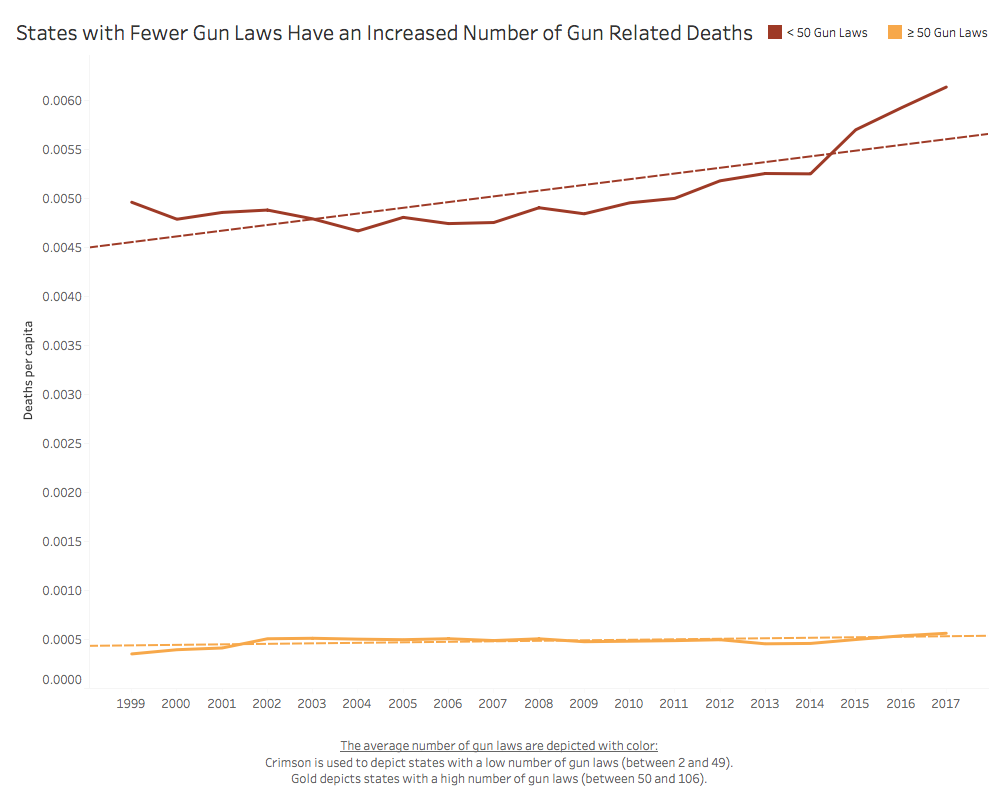 States with Fewer Gun Laws Have an Increased Number of Gun Related Deaths
< 50 Gun Laws
≥ 50 Gun Laws
Deaths per capita
0.0060
0.0055
0.0050
0.0045
0.0040
0.0035
0.0030
0.0025
0.0020
0.0015
0.0010
0.0005
0.0000
1999 2000 2001 2002 2003 2004 2005 2006 2007 2008 2009 2010 2011 2012 2013 2014 2015 2016 2017
The average number of gun laws are depicted with color:
Crimson is used to depict states with a low number of gun laws (between 2 and 49).
Gold depicts states with a high number of gun laws (between 50 and 106).